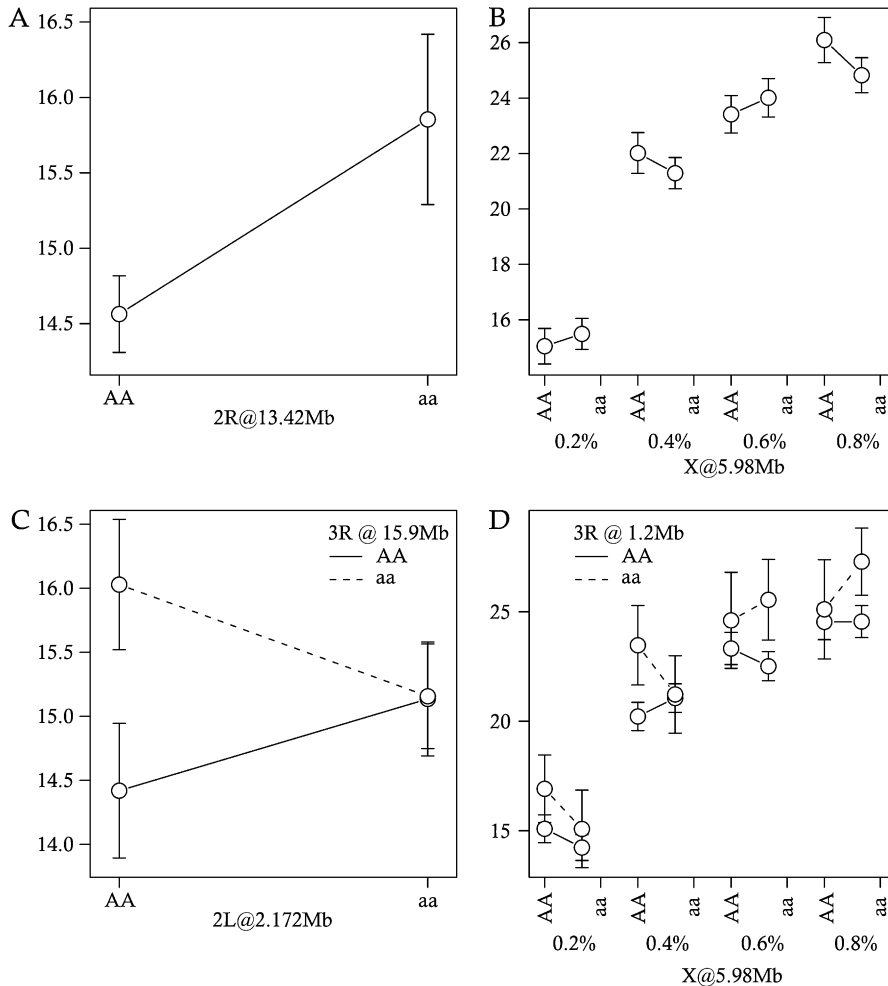 A
16.5
16.0
15.5
15.0
14.5
AA
aa
2R@13.42Mb
B
26
24
22
20
18
16
AA aa AA aa AA aa AA aa
0.2% 0.4% 0.6% 0.8%
X@5.98Mb
C
16.5
16.0
15.5
15.0
14.5
14.0
3R @ 15.9Mb
AA
aa
AA
aa
2L@2.172Mb
D
25
20
15
3R @ 1.2Mb
AA
aa
AA aa AA aa AA aa AA aa
0.2% 0.4% 0.6% 0.8%
X@5.98Mb